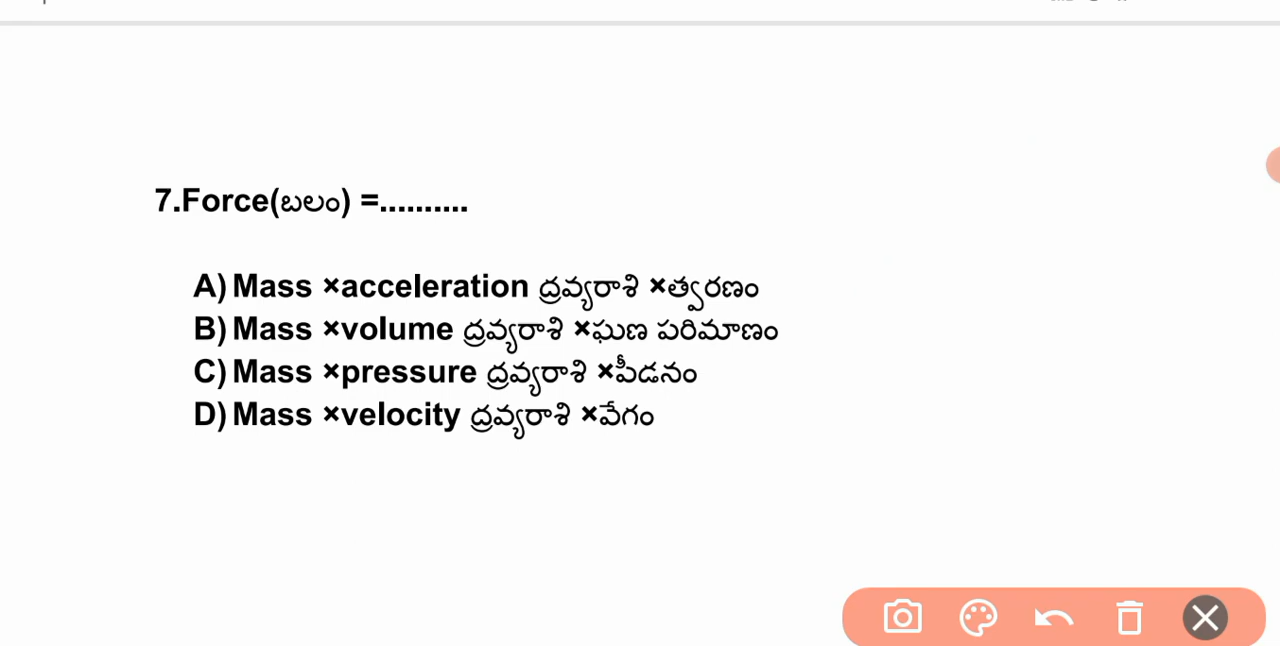 7.Force(బలం) =..........
A) Mass ×acceleration ద్రవ్యరాశి ×త్వరణం
B) Mass ×volume ద్రవ్యరాశి ×ఘణ పరిమాణం
C) Mass ×pressure ద్రవ్యరాశి ×పీడనం
D) Mass ×velocity ద్రవ్యరాశి ×వేగం